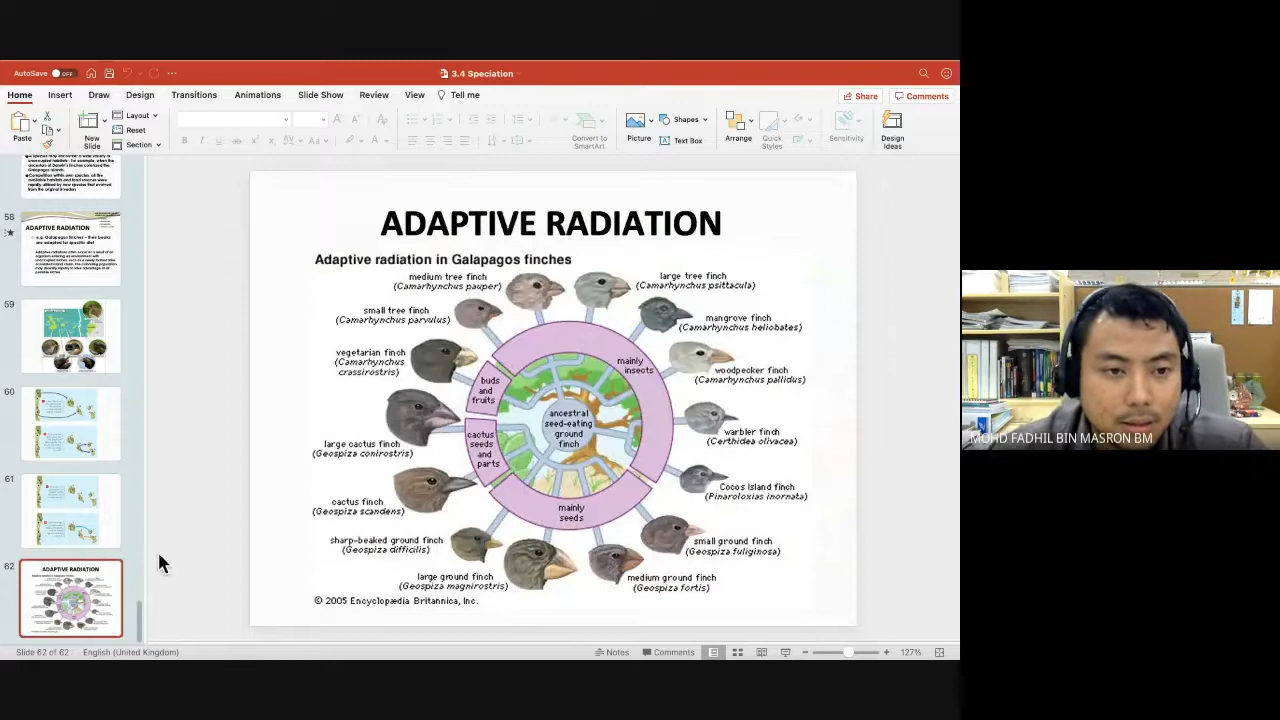 AutoSave OFF
3.4 Speciation
Home Insert Draw Design Transitions Animations Slide Show Review View Tell me
Share Comments
Paste
New
Slide
Layout
Reset
Section
Convert to
SmartArt
Picture
Shapes
Text Box
Arrange
Quick
Styles
Sensitivity
Design
Ideas
58
ADAPTIVE RADIATION
59
60
61
62
ADAPTIVE RADIATION
ADAPTIVE RADIATION
Adaptive radiation in Galapagos finches
medium tree finch
(Camarhynchus pauper)
large tree finch
(Camarhynchus psittacula)
small tree finch
(Camarhynchus parvulus)
mangrove finch
(Camarhynchus heliobates)
vegetarian finch
(Camarhynchus
crassirostris)
woodpecker finch
(Camarhynchus pallidus)
mainly
insects
buds
and
fruits
ancestral
seed-eating
ground
finch
cactus
seeds
and
parts
mainly
seeds
large cactus finch
(Geospiza conirostris)
warbler finch
(Certhidea olivacea)
cactus finch
(Geospiza scandens)
Cocos Island finch
(Pinaroloxias inornata)
sharp-beaked ground finch
(Geospiza difficilis)
small ground finch
(Geospiza fuliginosa)
large ground finch
(Geospiza magnirostris)
medium ground finch
(Geospiza fortis)
© 2005 Encyclopædia Britannica, Inc.
Slide 62 of 62 English (United Kingdom)
Notes Comments 127%
MOHD FADHIL BIN MASRON BM